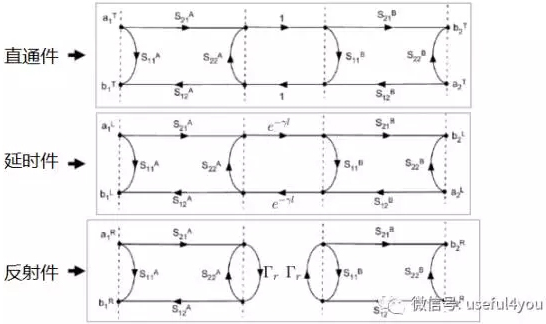 直通件
a₁ᵀ S₂₁ᴬ 1 S₂₁ᴮ b₂ᵀ
S₁₁ᴬ S₂₂ᴬ S₁₁ᴮ S₂₂ᴮ
b₁ᵀ S₁₂ᴬ 1 S₁₂ᴮ a₂ᵀ
延时件
a₁ᴸ S₂₁ᴬ e^{-γl} S₂₁ᴮ b₂ᴸ
S₁₁ᴬ S₂₂ᴬ S₁₁ᴮ S₂₂ᴮ
b₁ᴸ S₁₂ᴬ e^{-γl} S₁₂ᴮ a₂ᴸ
反射件
a₁ᴿ S₂₁ᴬ S₂₁ᴮ b₂ᴿ
S₁₁ᴬ S₂₂ᴬ Γᵣ Γᵣ S₁₁ᴮ S₂₂ᴮ
b₁ᴿ S₁₂ᴬ S₁₂
微信号: useful4you